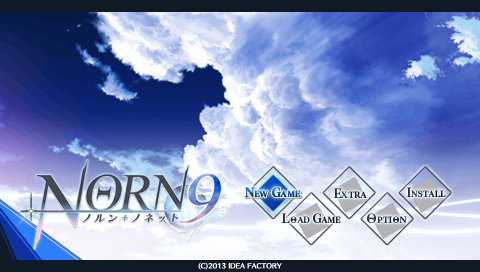 NORN9
ノルン+ノネット
NEW GAME
LOAD GAME
EXTRA
OPTION
INSTALL
(C)2013 IDEA FACTORY